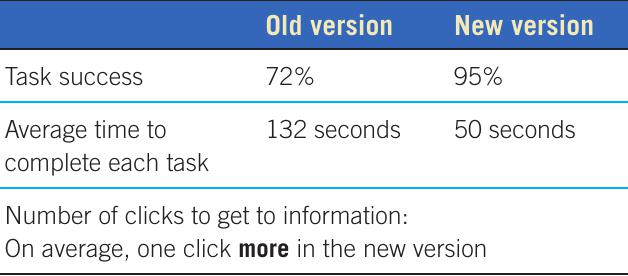 Old version New version
Task success 72% 95%
Average time to 132 seconds 50 seconds
complete each task
Number of clicks to get to information:
On average, one click more in the new version